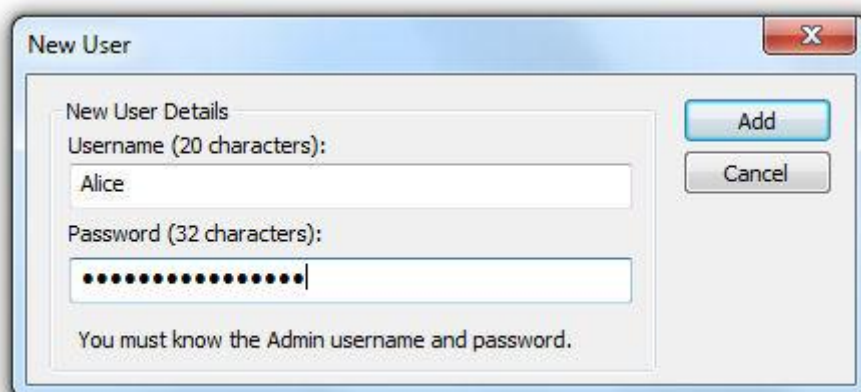 New User
New User Details
Add
Username (20 characters):
Alice
Cancel
Password (32 characters):
••••••••••••••••
You must know the Admin username and password.